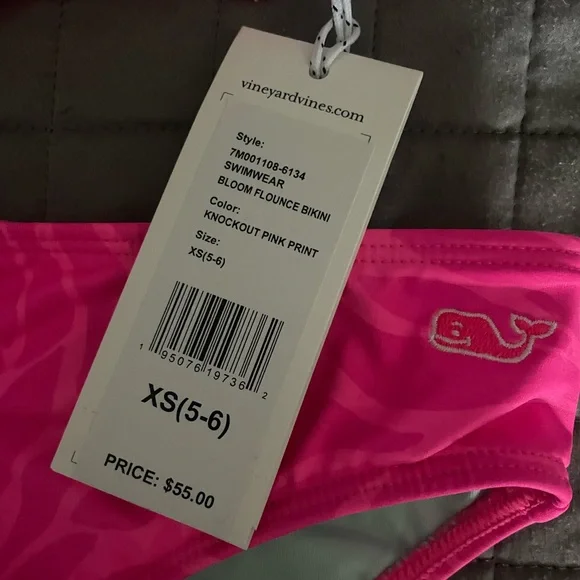 vineyardvines.com
Style:
7M001108-6134
SWIMWEAR
BLOOM FLOUNCE BIKINI
Color:
KNOCKOUT PINK PRINT
Size:
XS(5-6)
1 95076 19736 2
XS(5-6)
PRICE: $55.00